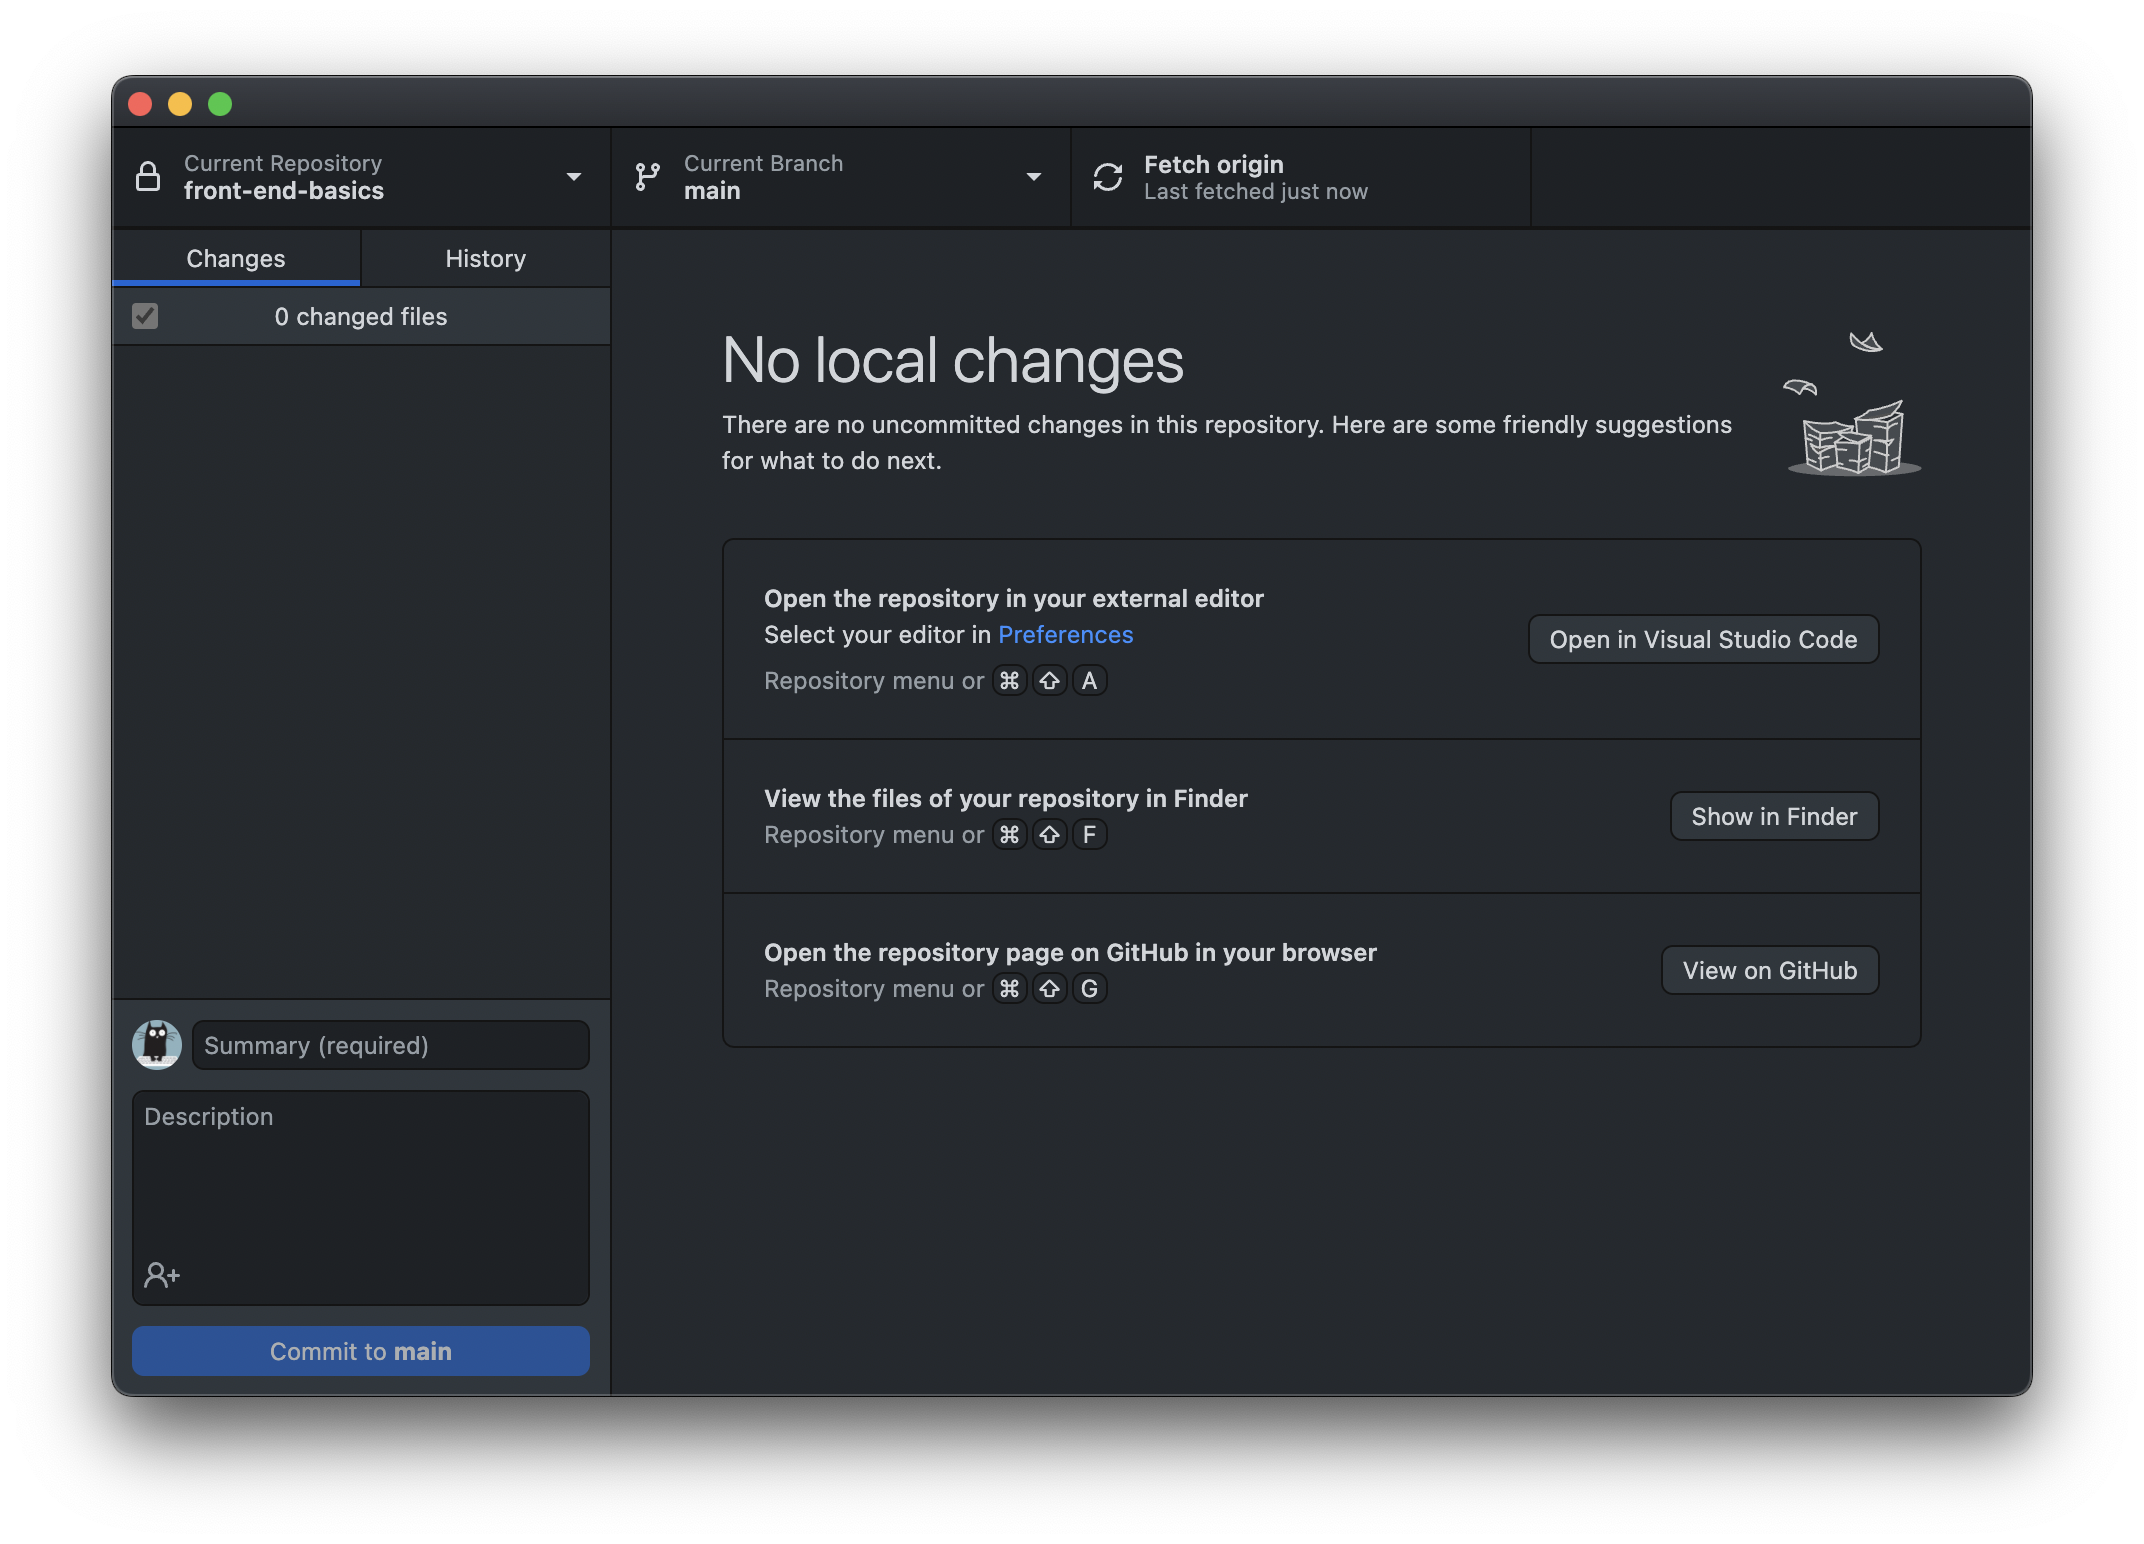 Current Repository
front-end-basics
Current Branch
main
Fetch origin
Last fetched just now
Changes
History
0 changed files
No local changes
There are no uncommitted changes in this repository. Here are some friendly suggestions
for what to do next.
Open the repository in your external editor
Select your editor in Preferences
Repository menu or ⌘ ⇧ A
Open in Visual Studio Code
View the files of your repository in Finder
Repository menu or ⌘ ⇧ F
Show in Finder
Open the repository page on GitHub in your browser
Repository menu or ⌘ ⇧ G
View on GitHub
Summary (required)
Description
Commit to main